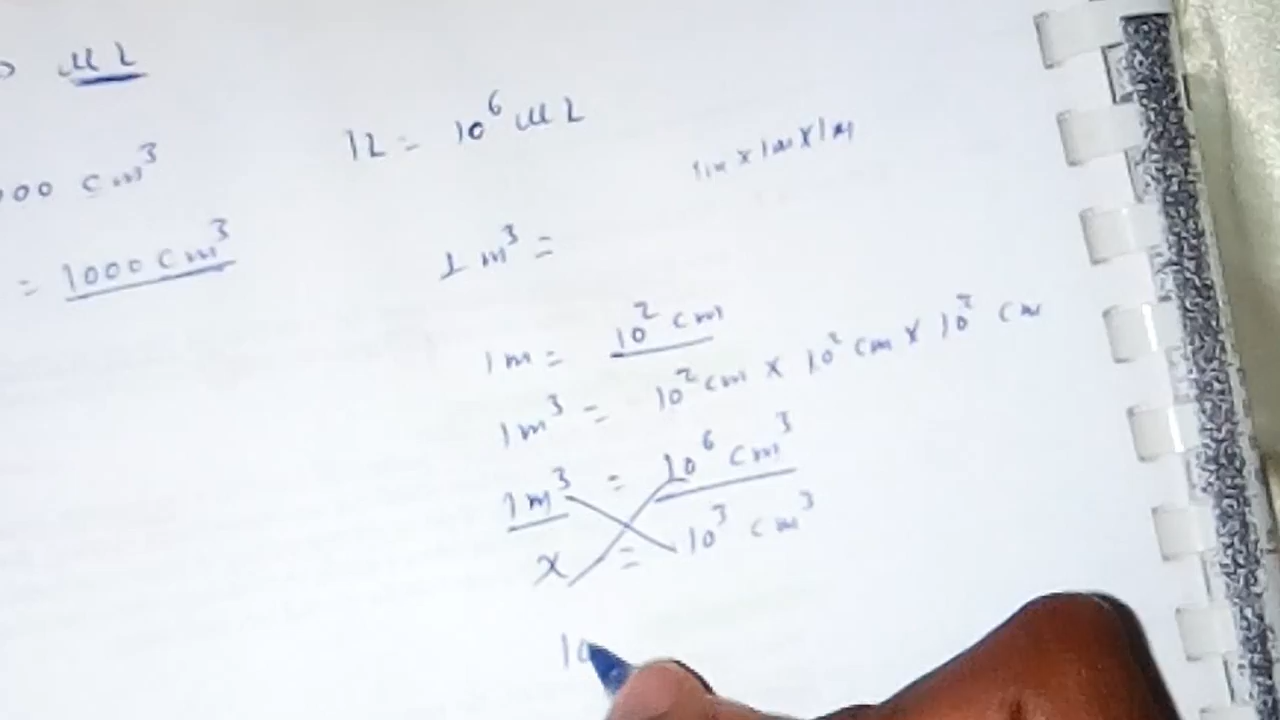 μL
1L = 10⁶ μL
1m x 1m x 1m
00 cm³
= 1000 cm³
1 m³ =
1m = 10² cm
1m³ = 10² cm x 10² cm x 10² cm
1m³ = 10⁶ cm³
x = 10³ cm³
10